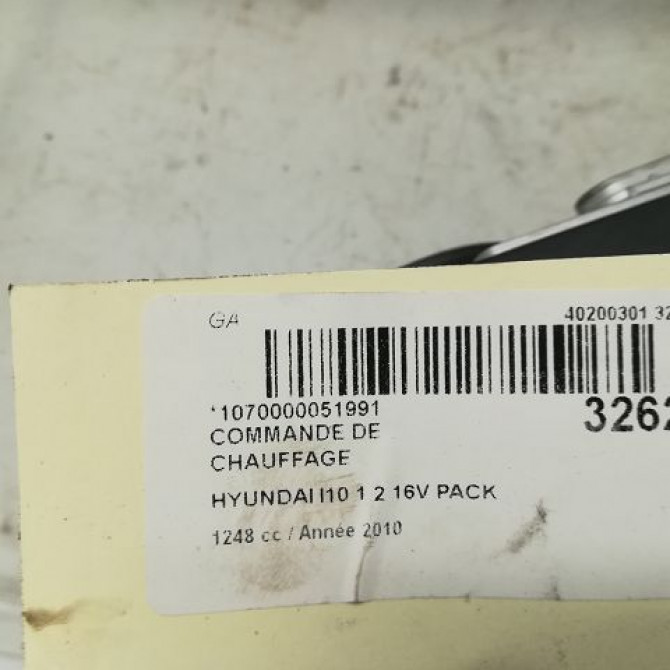 GA 40200301 32
*1070000051991
3262
COMMANDE DE
CHAUFFAGE
HYUNDAI I10 1 2 16V PACK
1248 cc / Année 2010